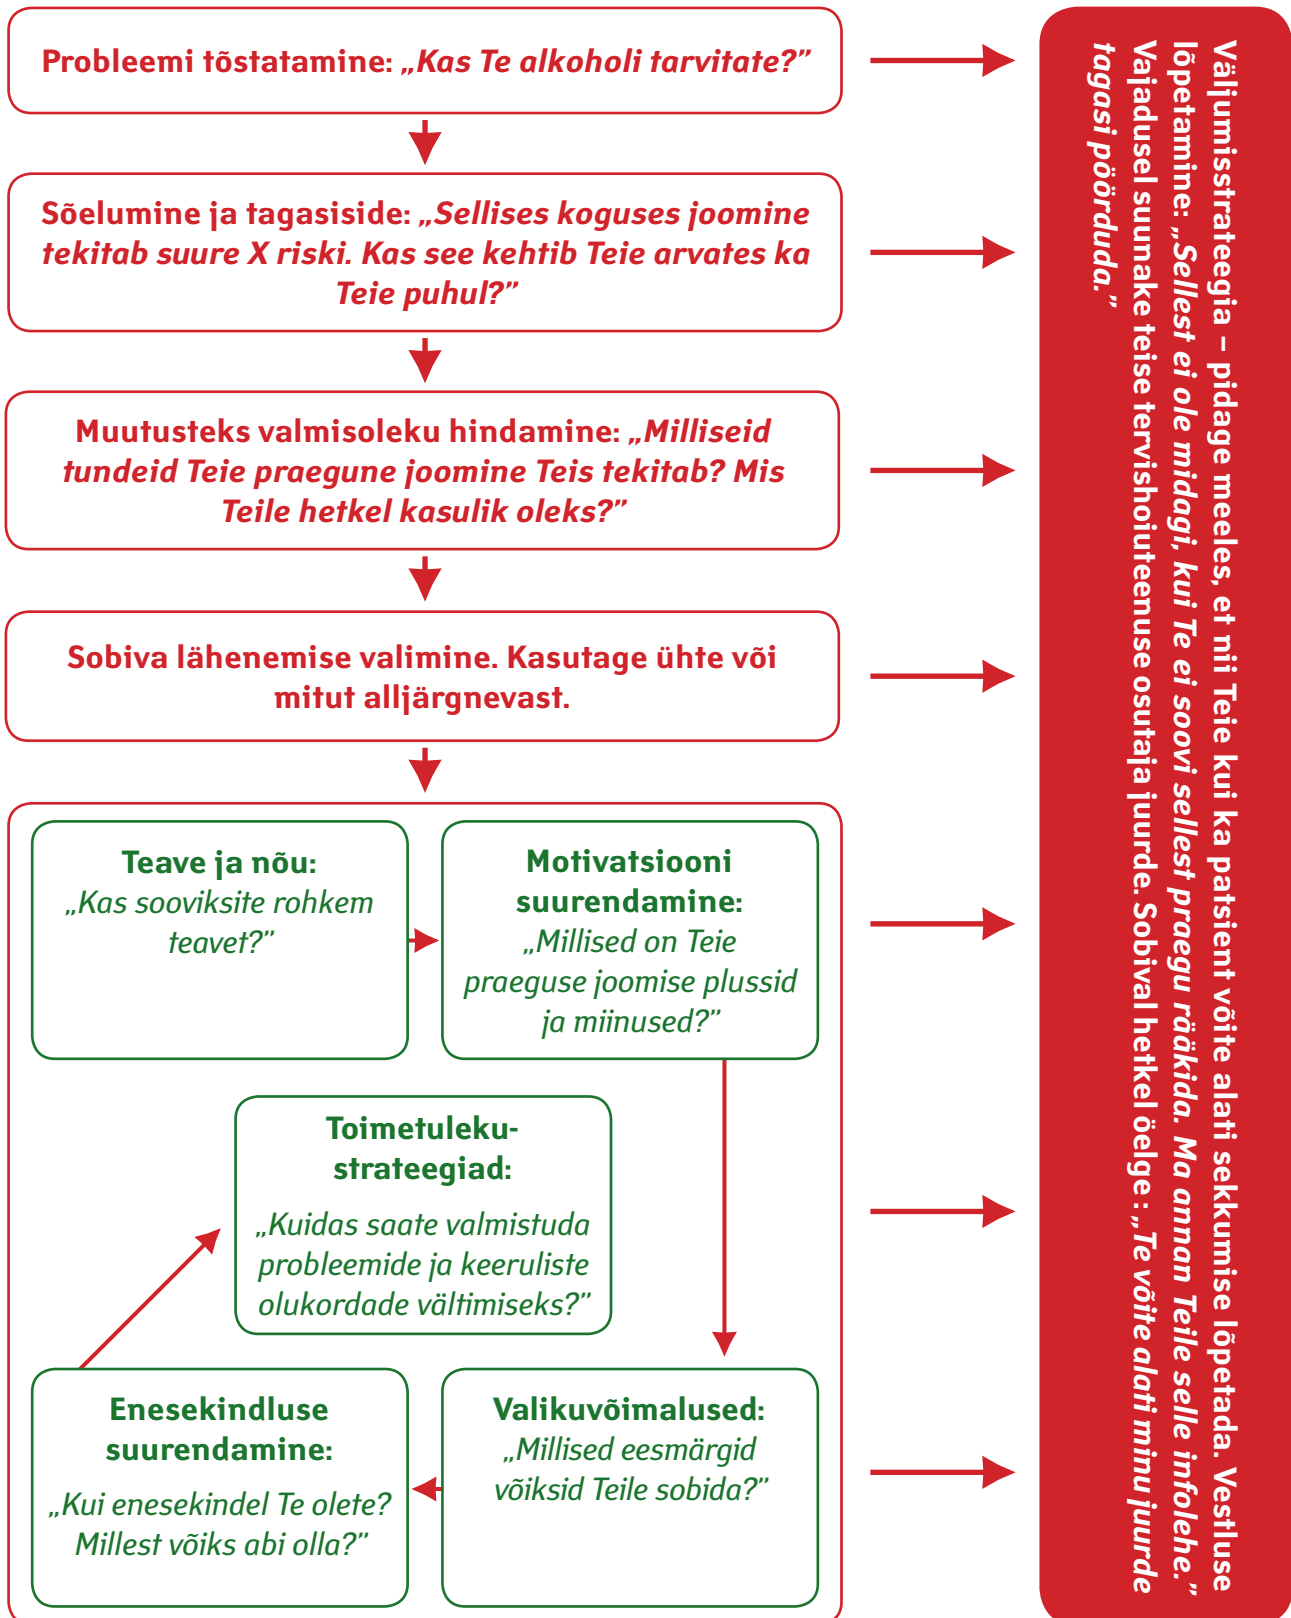 Probleemi tõstatamine: „Kas Te alkoholi tarvitate?”
Sõelumine ja tagasiside: „Sellises koguses joomine
tekitab suure X riski. Kas see kehtib Teie arvates ka
Teie puhul?”
Muutusteks valmisoleku hindamine: „Milliseid
tundeid Teie praegune joomine Teis tekitab? Mis
Teile hetkel kasulik oleks?”
Sobiva lähenemise valimine. Kasutage ühte või
mitut alljärgnevast.
Teave ja nõu:
„Kas sooviksite rohkem
teavet?”
Motivatsiooni
suurendamine:
„Millised on Teie
praeguse joomise plussid
ja miinused?”
Toimetuleku-
strateegiad:
„Kuidas saate valmistuda
probleemide ja keeruliste
olukordade vältimiseks?”
Enesekindluse
suurendamine:
„Kui enesekindel Te olete?
Millest võiks abi olla?”
Valikuvõimalused:
„Millised eesmärgid
võiksid Teile sobida?”
Väljumisstrateegia – pidage meeles, et nii Teie kui ka patsient võite alati sekkumise lõpetada. Vestluse
lõpetamine: „Sellest ei ole midagi, kui Te ei soovi sellest praegu rääkida. Ma annan Teile selle infolehe.”
Vajadusel suunake teise tervishoiuteenuse osutaja juurde. Sobival hetkel öelge : „Te võite alati minu juurde
tagasi pöörduda.”